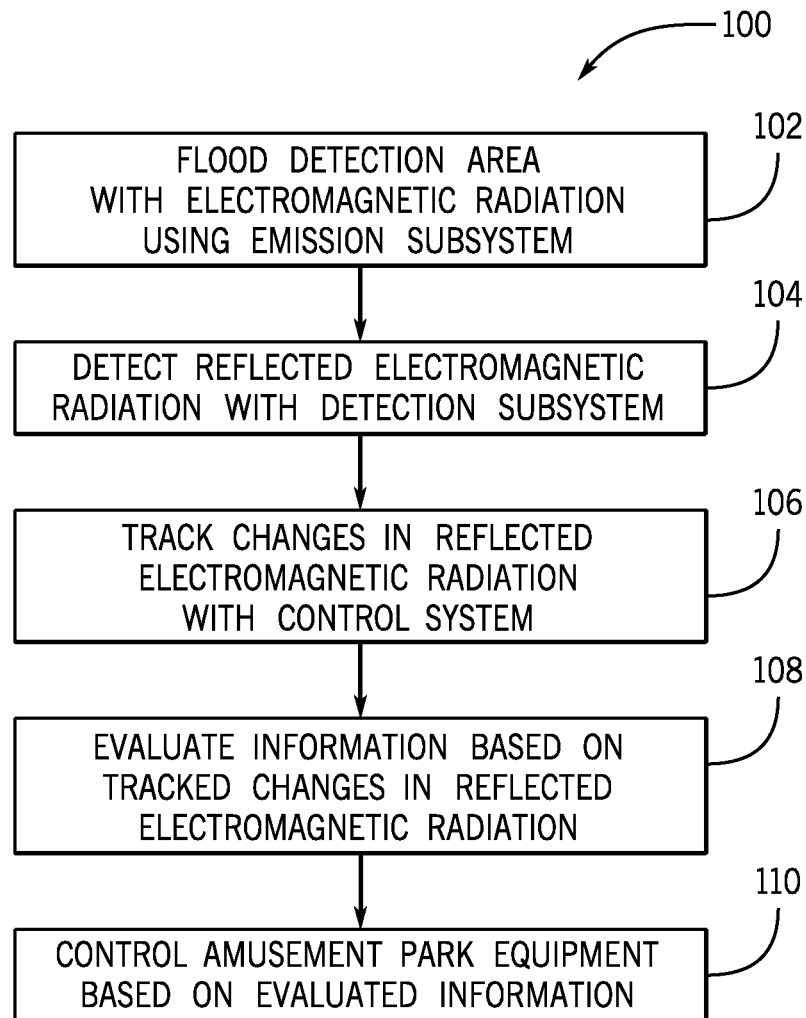 100
102
FLOOD DETECTION AREA
WITH ELECTROMAGNETIC RADIATION
USING EMISSION SUBSYSTEM
104
DETECT REFLECTED ELECTROMAGNETIC
RADIATION WITH DETECTION SUBSYSTEM
106
TRACK CHANGES IN REFLECTED
ELECTROMAGNETIC RADIATION
WITH CONTROL SYSTEM
108
EVALUATE INFORMATION BASED ON
TRACKED CHANGES IN REFLECTED
ELECTROMAGNETIC RADIATION
110
CONTROL AMUSEMENT PARK EQUIPMENT
BASED ON EVALUATED INFORMATION